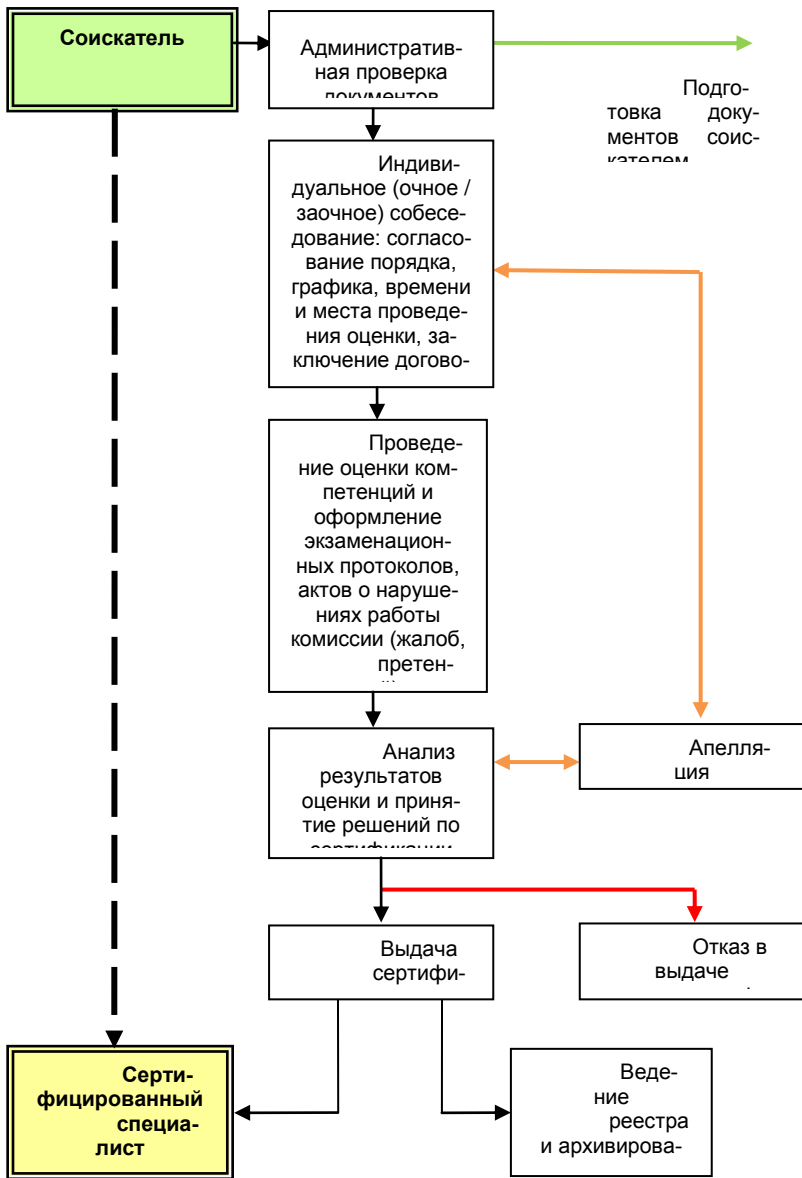 Соискатель
Административ-
ная проверка
документов
Подго-
товка доку-
ментов соис-
кателем
Индиви-
дуальное (очное /
заочное) собесе-
дование: согласо-
вание порядка,
графика, времени
и места проведе-
ния оценки, за-
ключение догово-
Проведе-
ние оценки ком-
петенций и
оформление
экзаменацион-
ных протоколов,
актов о наруше-
ниях работы
комиссии (жалоб,
претен-
Анализ
результатов
оценки и приня-
тие решений по
сертификации
Апелля-
ция
Выдача
сертифи-
Отказ в
выдаче
Серти-
фицированный
специа-
лист
Веде-
ние
реестра
и архивирова-